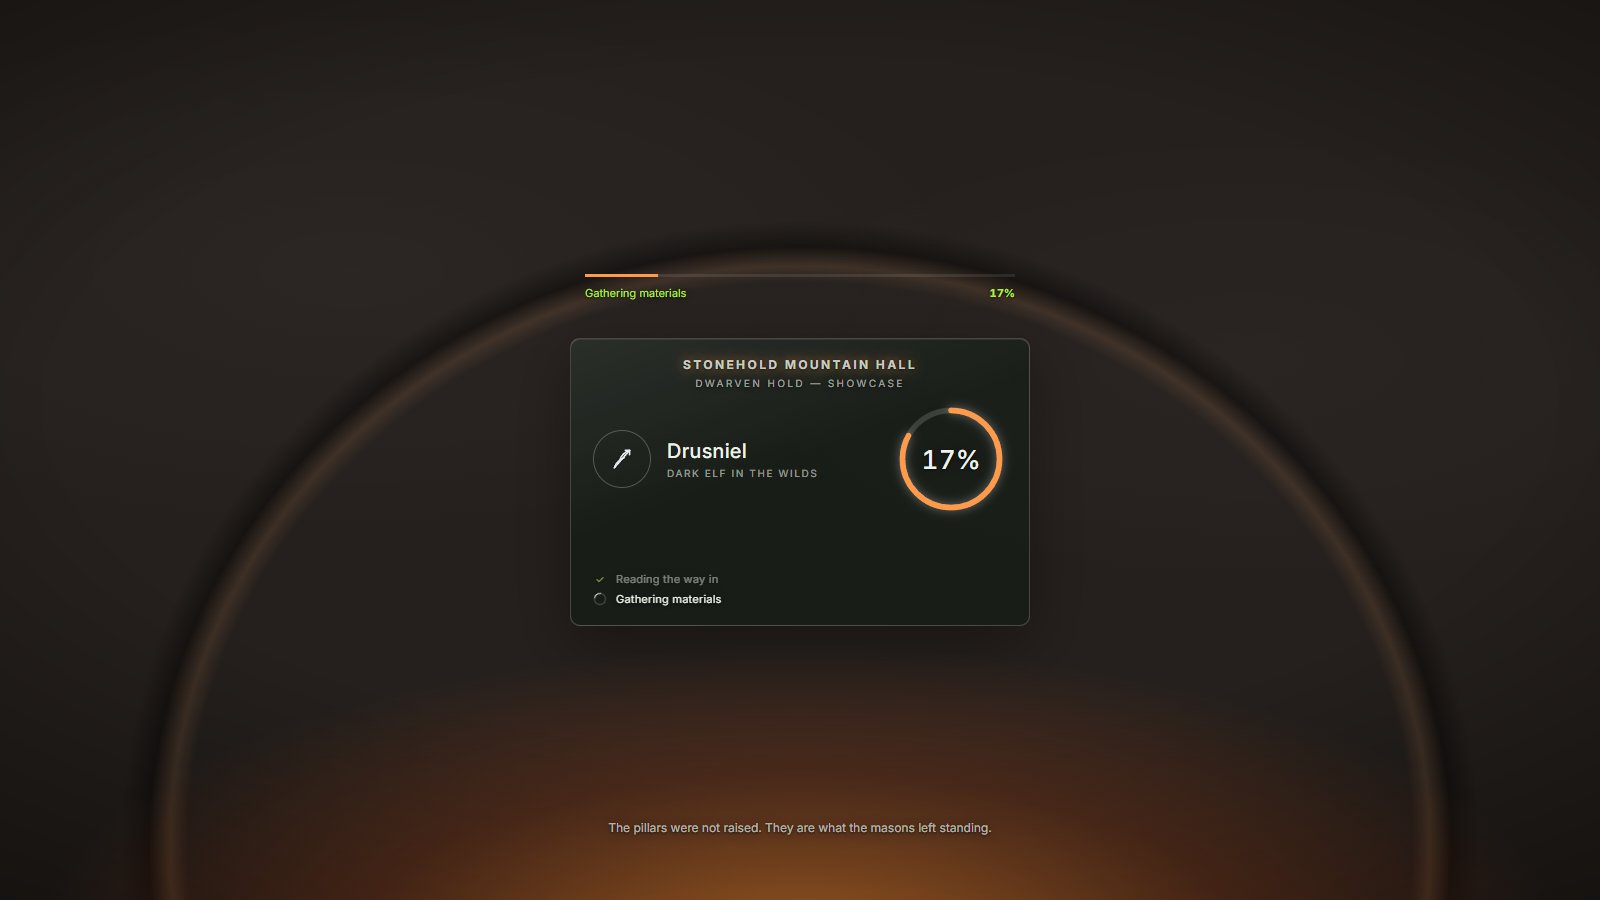 Gathering materials 17%
STONEHOLD MOUNTAIN HALL
DWARVEN HOLD — SHOWCASE
Drusniel
DARK ELF IN THE WILDS
17%
Reading the way in
Gathering materials
The pillars were not raised. They are what the masons left standing.